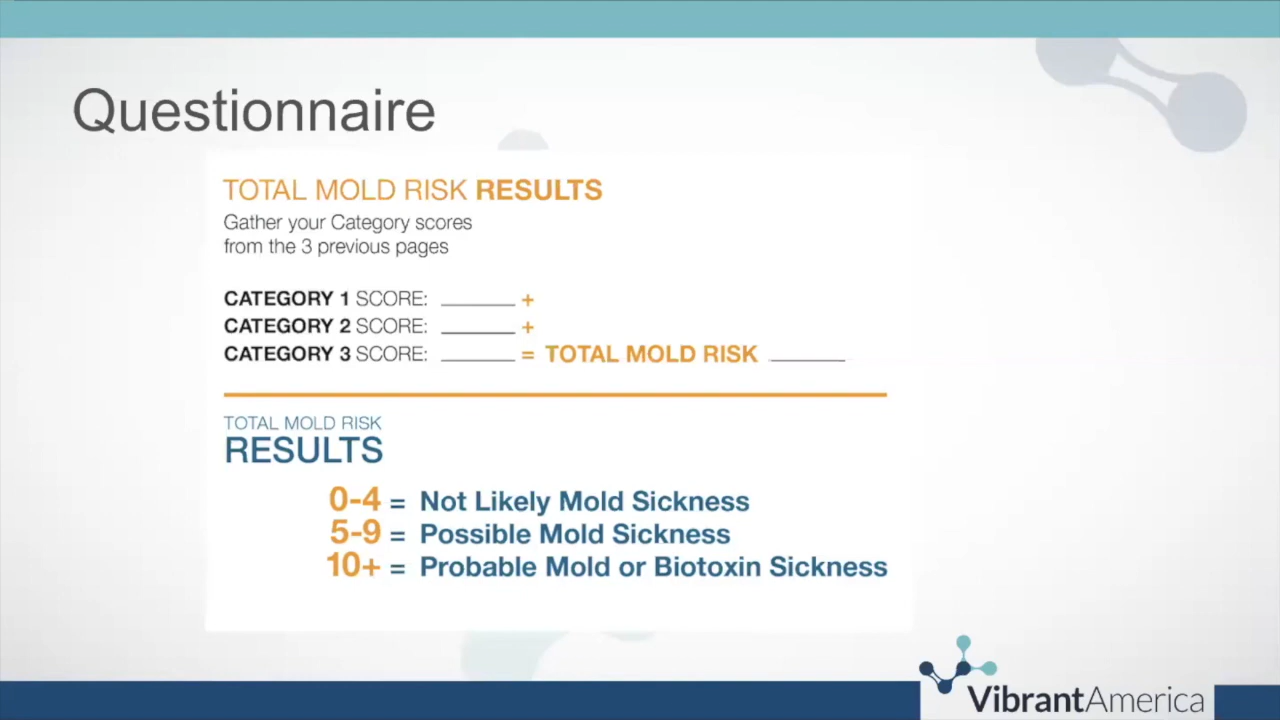 Questionnaire
TOTAL MOLD RISK RESULTS
Gather your Category scores
from the 3 previous pages
CATEGORY 1 SCORE: ______ +
CATEGORY 2 SCORE: ______ +
CATEGORY 3 SCORE: ______ = TOTAL MOLD RISK ______
TOTAL MOLD RISK
RESULTS
0-4 = Not Likely Mold Sickness
5-9 = Possible Mold Sickness
10+ = Probable Mold or Biotoxin Sickness
VibrantAmerica